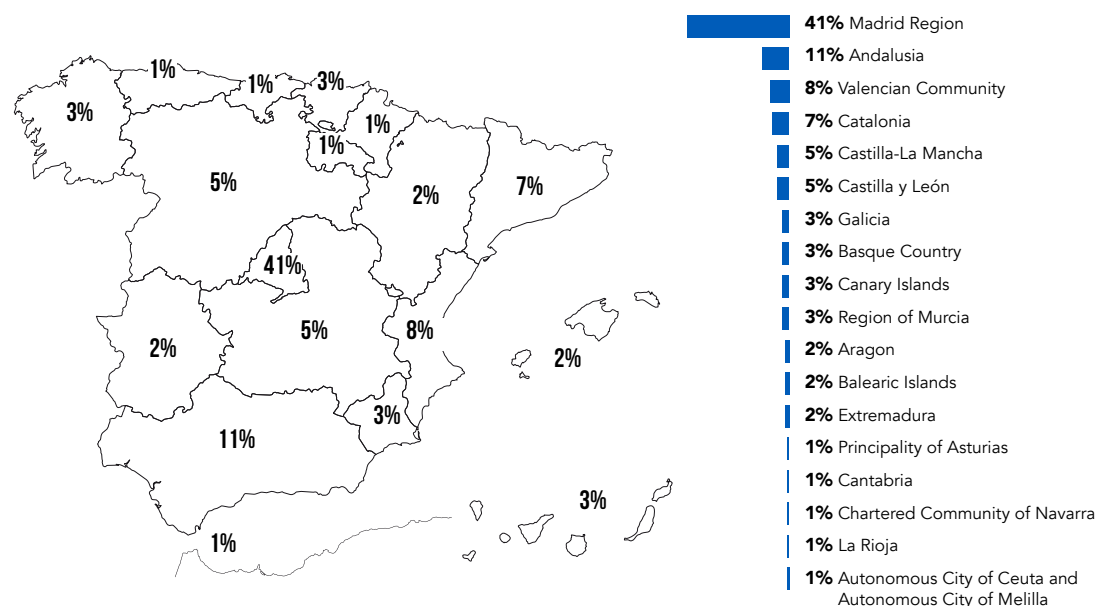 1%
1%
3%
3%
1%
1%
5%
2%
7%
41%
5%
8%
2%
2%
3%
11%
3%
1%
41% Madrid Region
11% Andalusia
8% Valencian Community
7% Catalonia
5% Castilla-La Mancha
5% Castilla y León
3% Galicia
3% Basque Country
3% Canary Islands
3% Region of Murcia
2% Aragon
2% Balearic Islands
2% Extremadura
1% Principality of Asturias
1% Cantabria
1% Chartered Community of Navarra
1% La Rioja
1% Autonomous City of Ceuta and
Autonomous City of Melilla